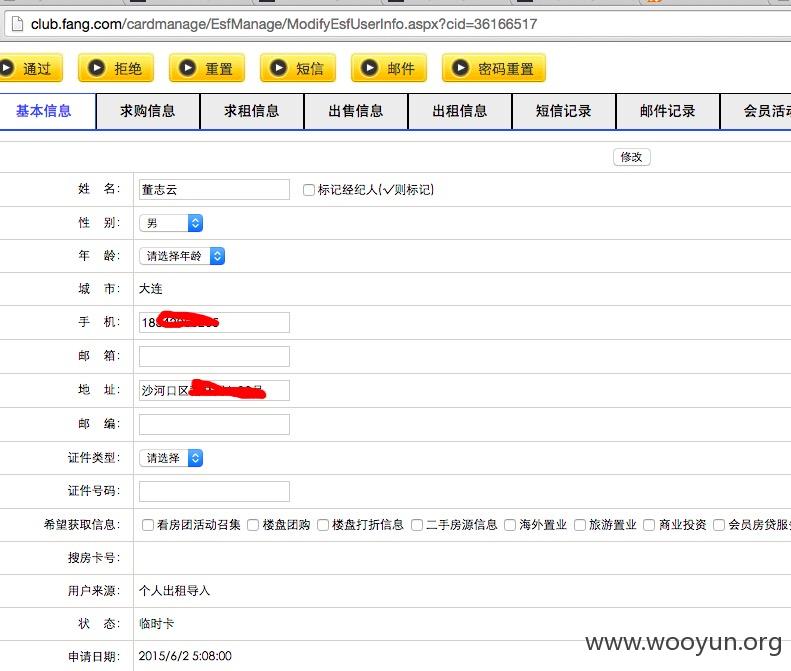 club.fang.com/cardmanage/EsfManage/ModifyEsfUserInfo.aspx?cid=36166517
通过 拒绝 重置 短信 邮件 密码重置
基本信息 求购信息 求租信息 出售信息 出租信息 短信记录 邮件记录 会员活动
修改
姓 名: 董志云 标记经纪人(✓则标记)
性 别: 男
年 龄: 请选择年龄
城 市: 大连
手 机: 18
邮 箱:
地 址: 沙河口区
邮 编:
证件类型: 请选择
证件号码:
希望获取信息: 看房团活动召集 楼盘团购 楼盘打折信息 二手房源信息 海外置业 旅游置业 商业投资 会员房贷服
搜房卡号:
用户来源: 个人出租导入
状 态: 临时卡
申请日期: 2015/6/2 5:08:00
www.wooyun.org